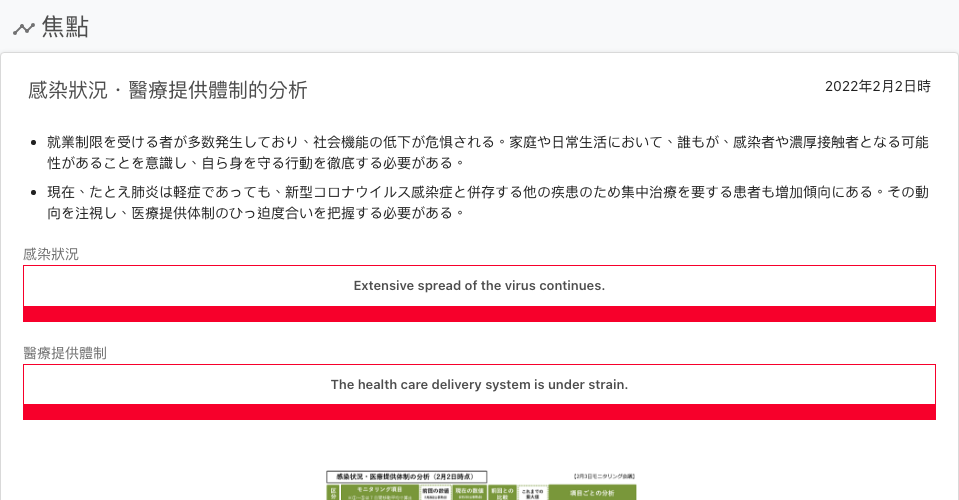 焦點
感染狀況・醫療提供體制的分析
2022年2月2日時
就業制限を受ける者が多数発生しており、社会機能の低下が危惧される。家庭や日常生活において、誰もが、感染者や濃厚接触者となる可能
性があることを意識し、自ら身を守る行動を徹底する必要がある。
現在、たとえ肺炎は軽症であっても、新型コロナウイルス感染症と併存する他の疾患のため集中治療を要する患者も増加傾向にある。その動
向を注視し、医療提供体制のひっ迫度合いを把握する必要がある。
感染狀況
Extensive spread of the virus continues.
醫療提供體制
The health care delivery system is under strain.
感染状況・医療提供体制の分析（2月2日時点）
【2月3日モニタリング会議】
区分 モニタリング項目 前回の数値 現在の数値 前回との比較 これまでの最大値 項目ごとの分析